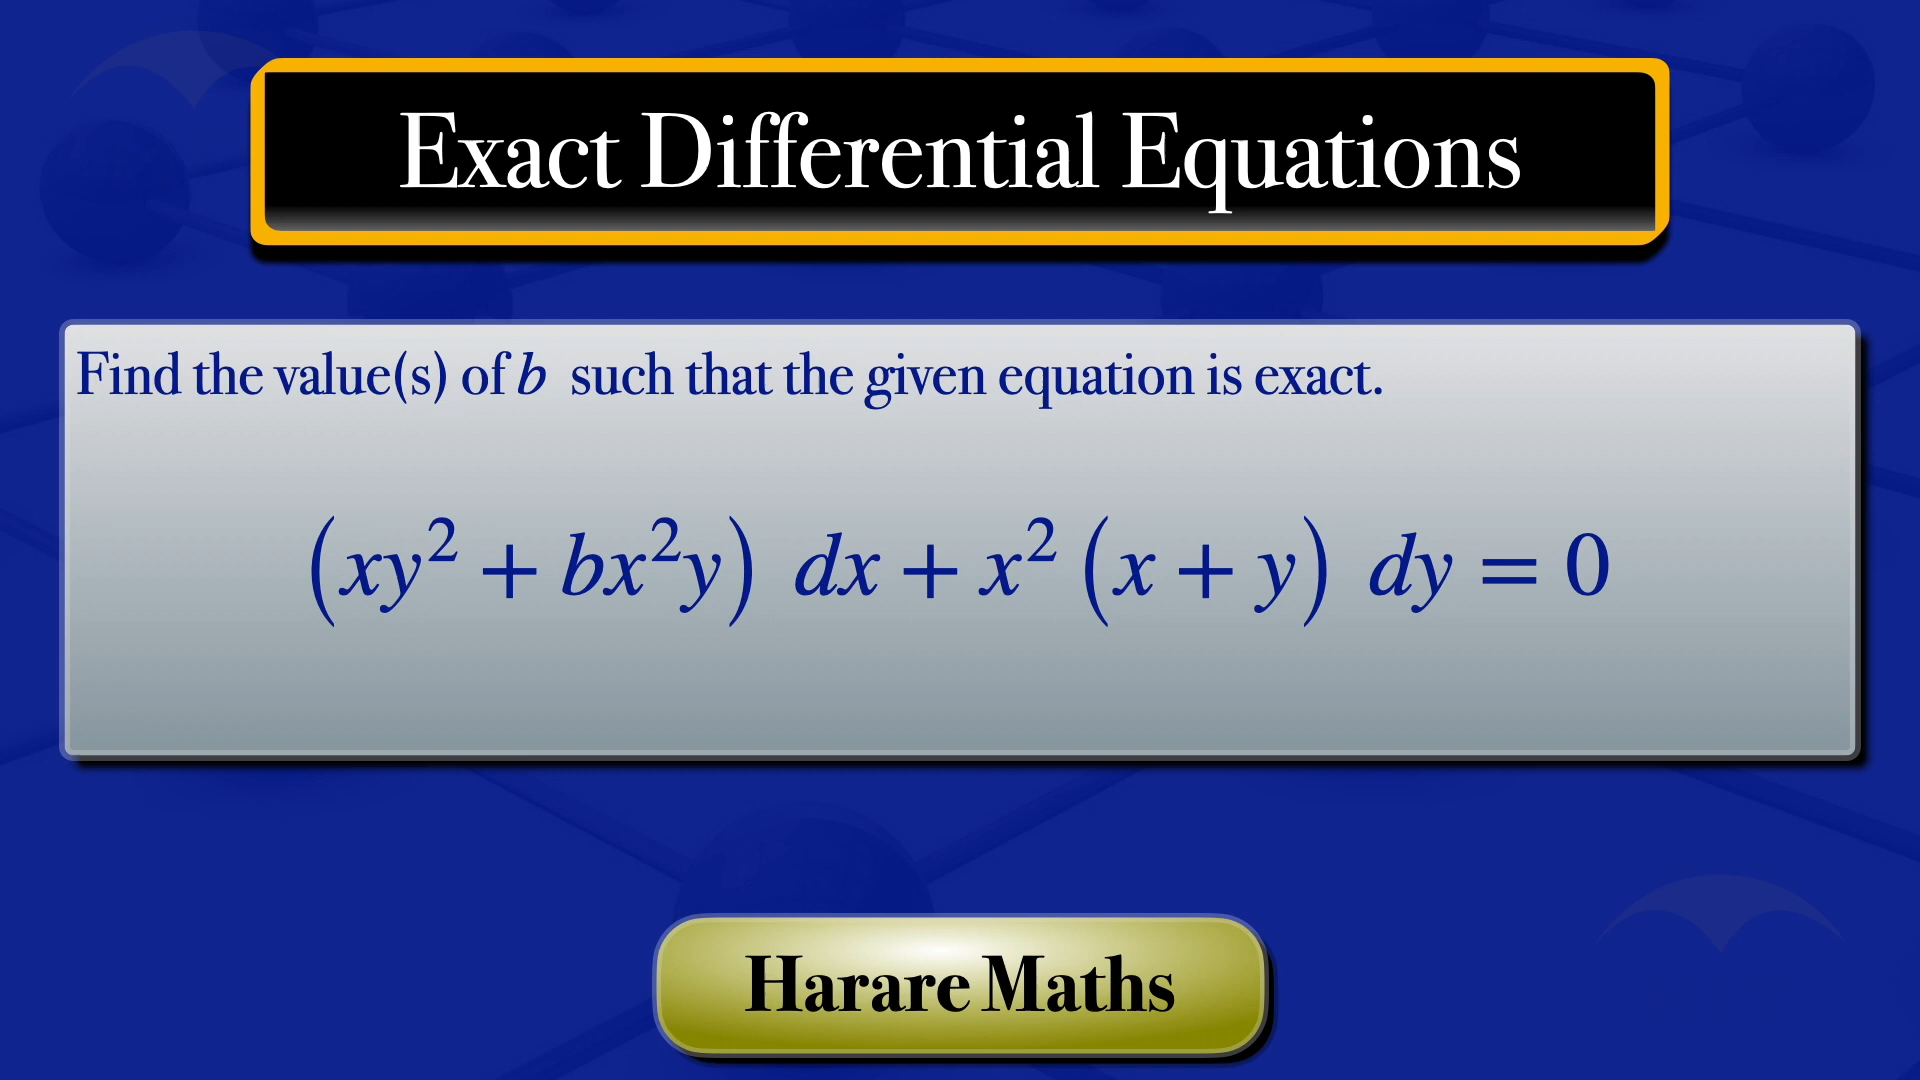 Exact Differential Equations
Find the value(s) of b such that the given equation is exact.
(xy² + bx²y) dx + x² (x + y) dy = 0
Harare Maths